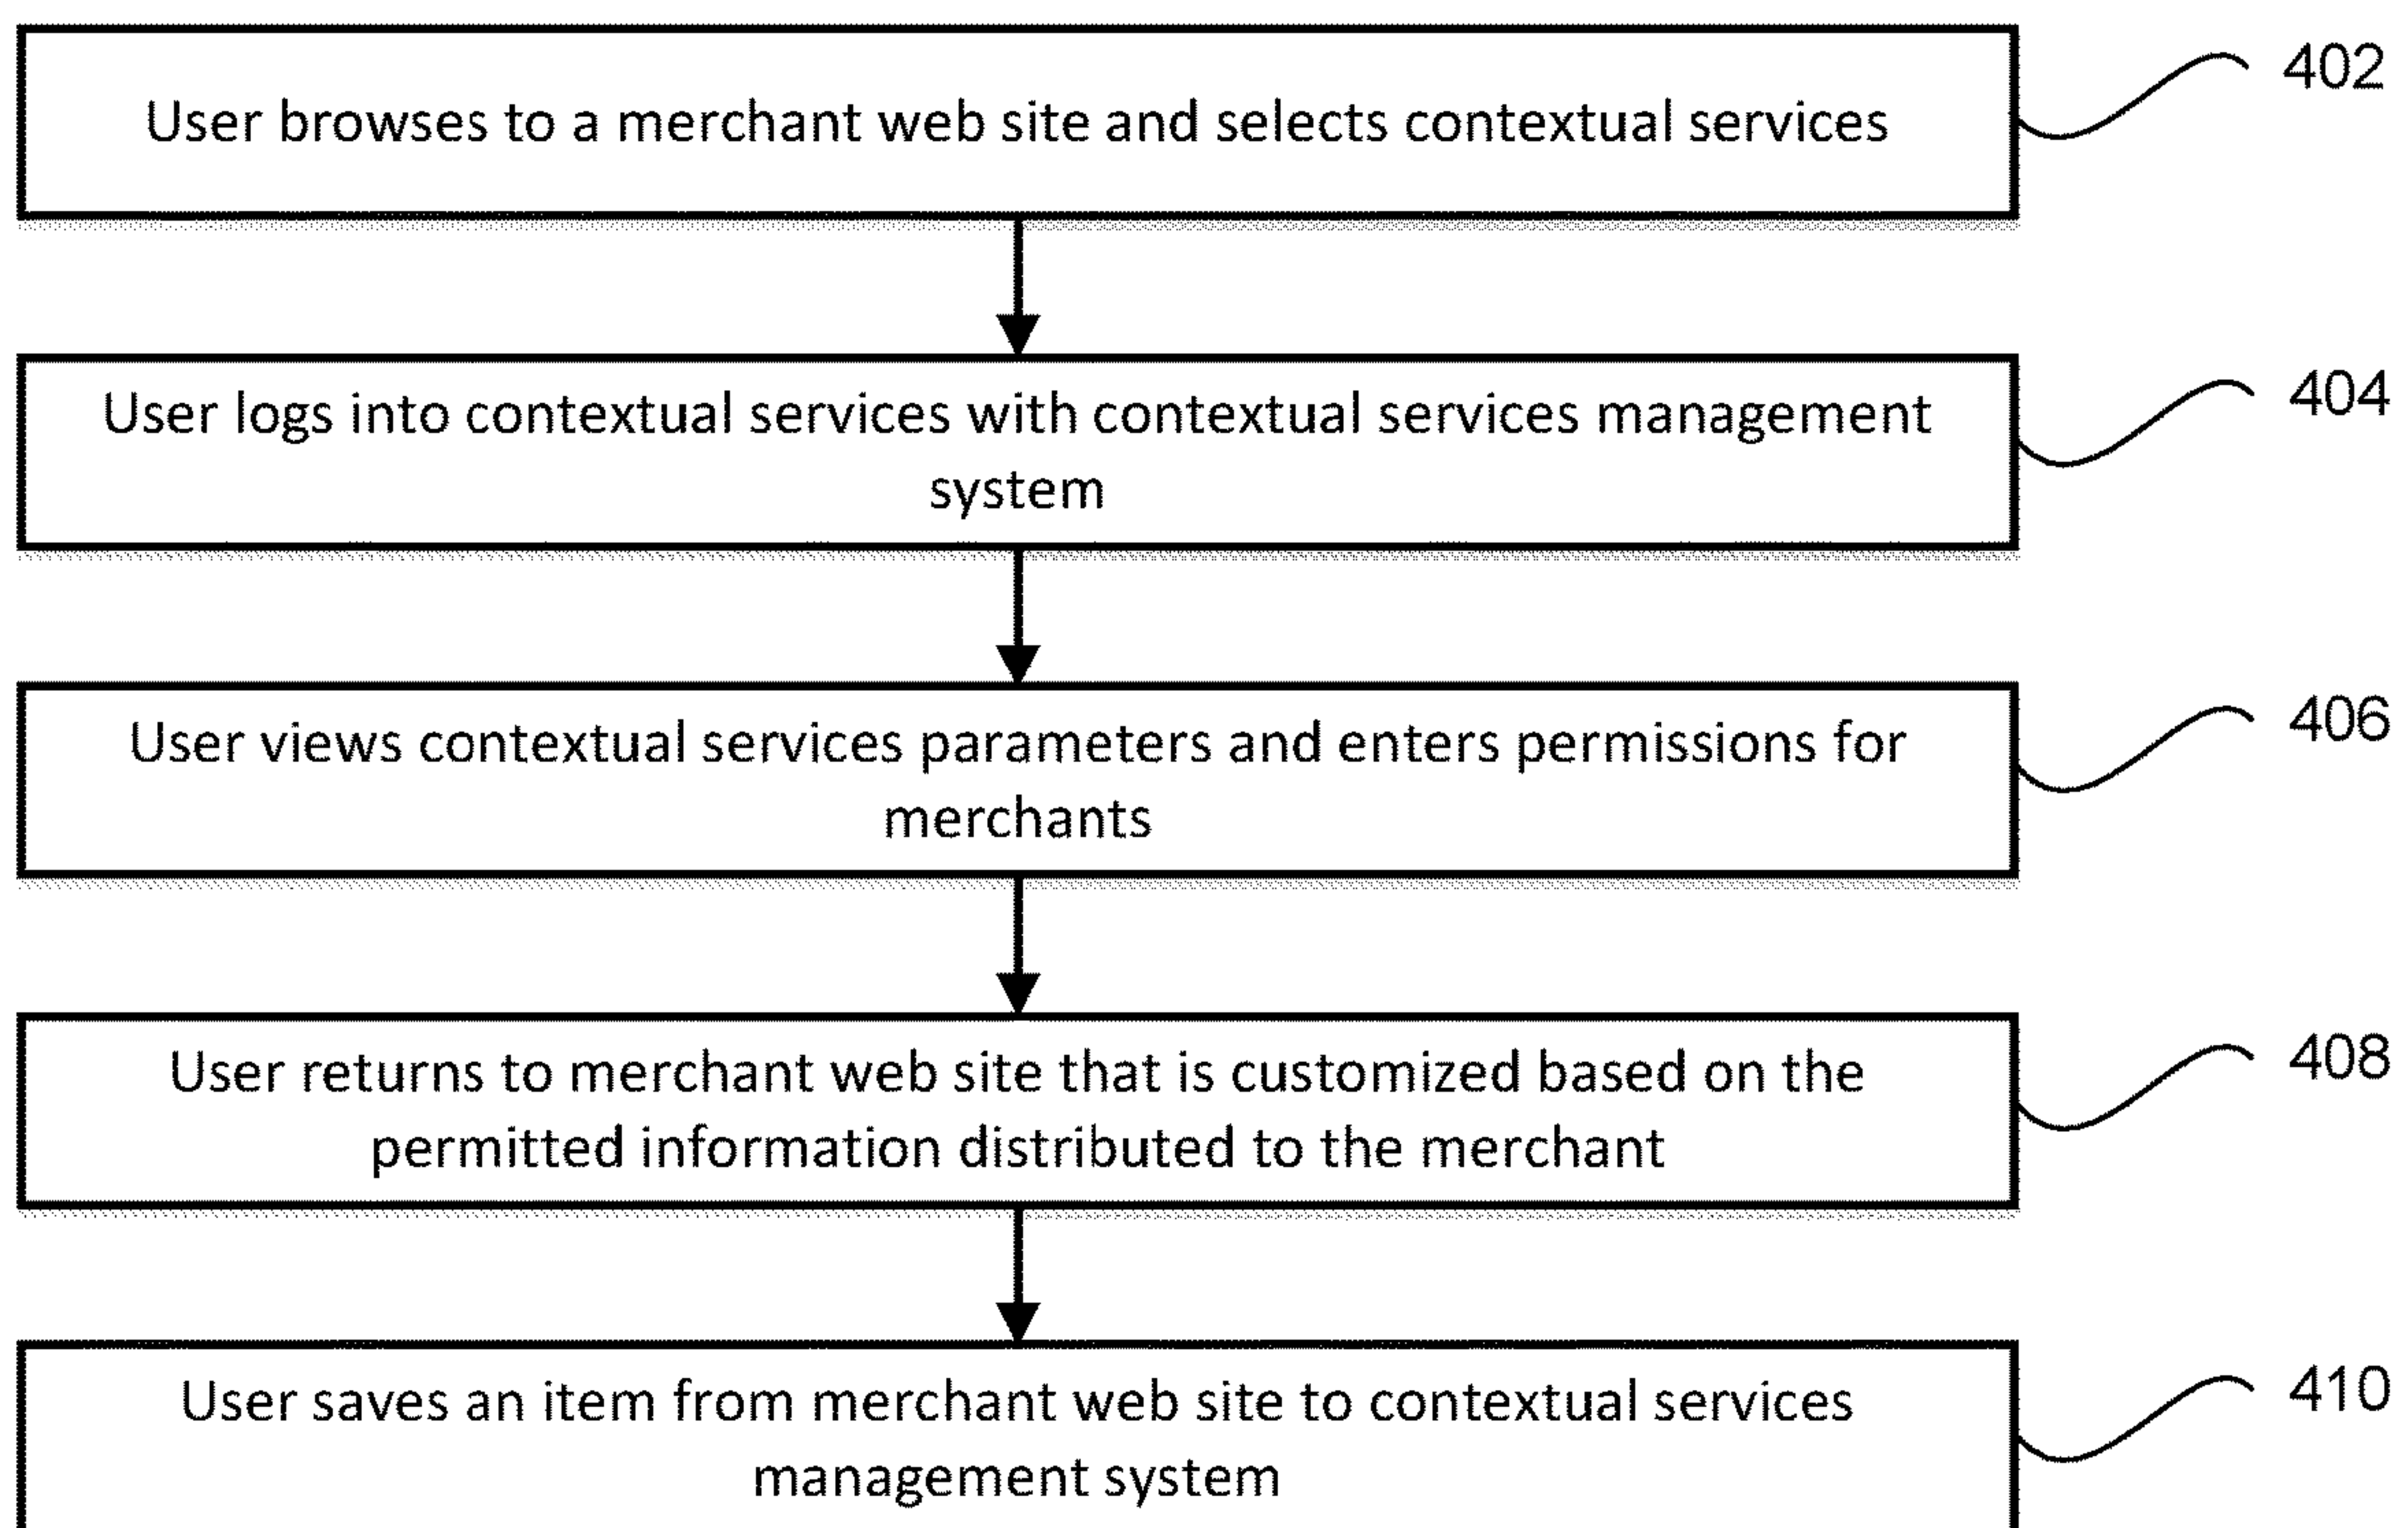 User browses to a merchant web site and selects contextual services
402
User logs into contextual services with contextual services management
system
404
User views contextual services parameters and enters permissions for
merchants
406
User returns to merchant web site that is customized based on the
permitted information distributed to the merchant
408
User saves an item from merchant web site to contextual services
management system
410